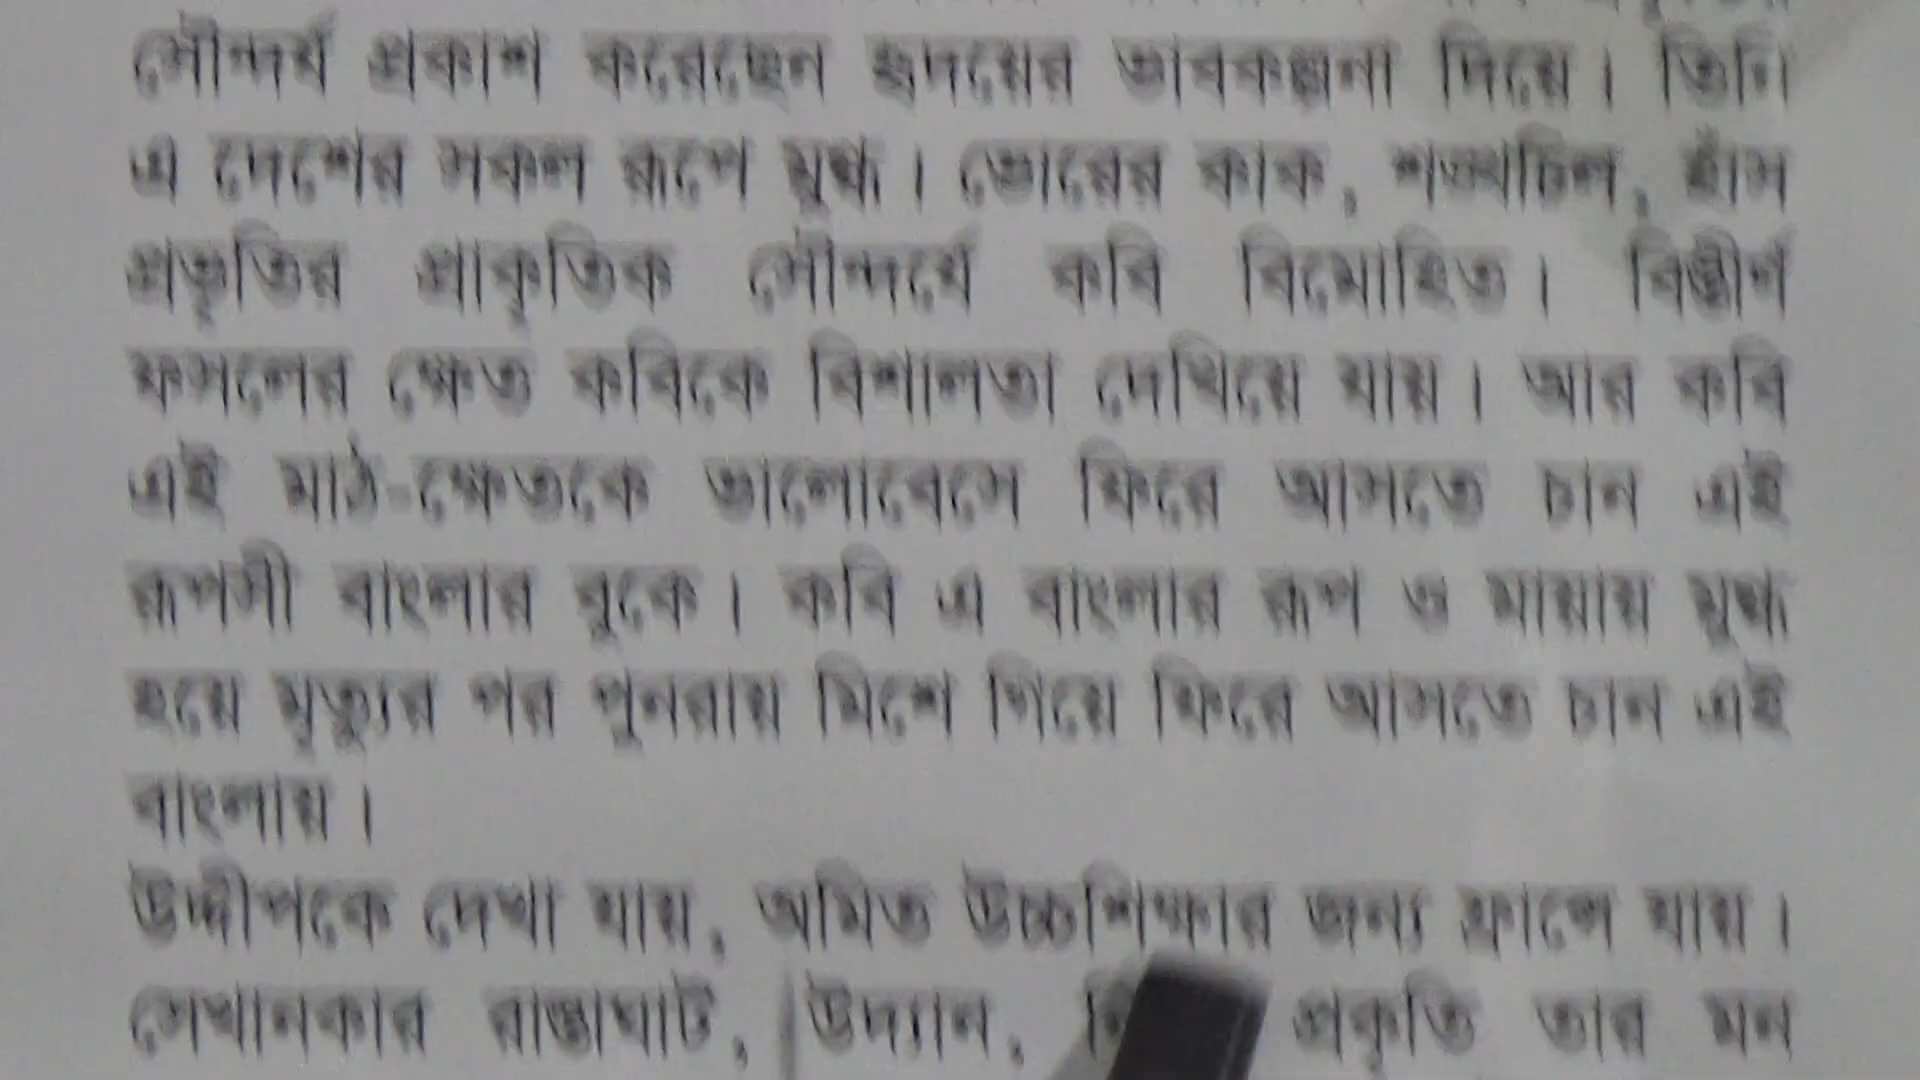 সৌন্দর্য প্রকাশ করেছেন হৃদয়ের ভাবকল্পনা দিয়ে। তিনি
এ দেশের সকল রূপে মুগ্ধ। ভোরের কাক, শঙ্খচিল, হাঁস
প্রভৃতির প্রাকৃতিক সৌন্দর্যে কবি বিমোহিত। বিস্তীর্ণ
ফসলের ক্ষেত কবিকে বিশালতা দেখিয়ে যায়। আর কবি
এই মাঠ-ক্ষেতকে ভালোবেসে ফিরে আসতে চান এই
রূপসী বাংলার বুকে। কবি এ বাংলার রূপ ও মায়ায় মুগ্ধ
হয়ে মৃত্যুর পর পুনরায় মিশে গিয়ে ফিরে আসতে চান এই
বাংলায়।
উদ্দীপকে দেখা যায়, অমিত উচ্চশিক্ষার জন্য ফ্রান্সে যায়।
সেখানকার রাস্তাঘাট, উদ্যান, প্রকৃতি তার মন